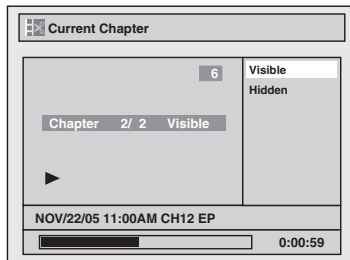 Current Chapter
6
Visible
Hidden
Chapter 2/ 2 Visible
NOV/22/05 11:00AM CH12 EP
0:00:59